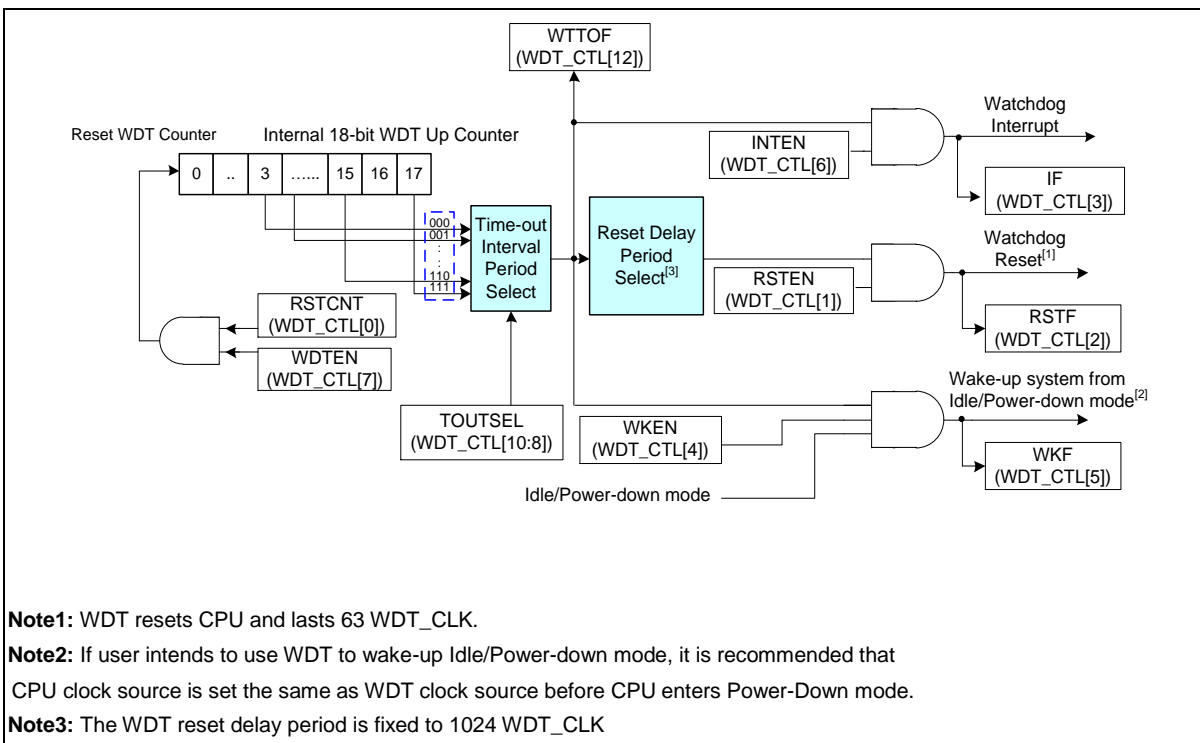 WTTOF
(WDT_CTL[12])
Reset WDT Counter
Internal 18-bit WDT Up Counter
0 .. 3 …... 15 16 17
000
001
:
:
110
111
Time-out
Interval
Period
Select
Reset Delay
Period
Select[3]
INTEN
(WDT_CTL[6])
Watchdog
Interrupt
IF
(WDT_CTL[3])
RSTEN
(WDT_CTL[1])
Watchdog
Reset[1]
RSTF
(WDT_CTL[2])
RSTCNT
(WDT_CTL[0])
WDTEN
(WDT_CTL[7])
TOUTSEL
(WDT_CTL[10:8])
WKEN
(WDT_CTL[4])
Idle/Power-down mode
Wake-up system from
Idle/Power-down mode[2]
WKF
(WDT_CTL[5])
Note1: WDT resets CPU and lasts 63 WDT_CLK.
Note2: If user intends to use WDT to wake-up Idle/Power-down mode, it is recommended that
CPU clock source is set the same as WDT clock source before CPU enters Power-Down mode.
Note3: The WDT reset delay period is fixed to 1024 WDT_CLK